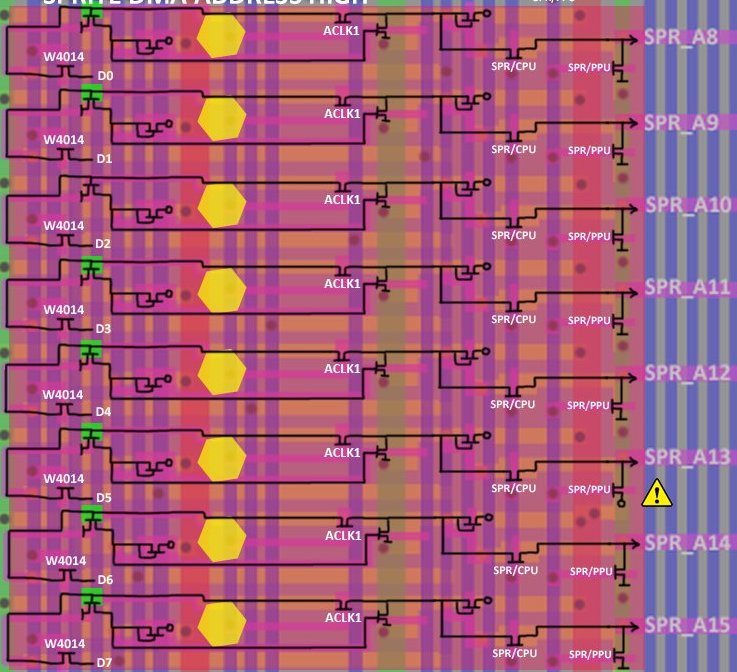 SPRITE DMA ADDRESS HIGH
ACLK1 SPR_A8
W4014 SPR/CPU SPR/PPU
D0
ACLK1 SPR_A9
W4014 SPR/CPU SPR/PPU
D1
ACLK1 SPR_A10
W4014 SPR/CPU SPR/PPU
D2
ACLK1 SPR_A11
W4014 SPR/CPU SPR/PPU
D3
ACLK1 SPR_A12
W4014 SPR/CPU SPR/PPU
D4
ACLK1 SPR_A13
W4014 SPR/CPU SPR/PPU
D5 !
ACLK1 SPR_A14
W4014 SPR/CPU SPR/PPU
D6
ACLK1 SPR_A15
W4014 SPR/CPU SPR/PPU
D7